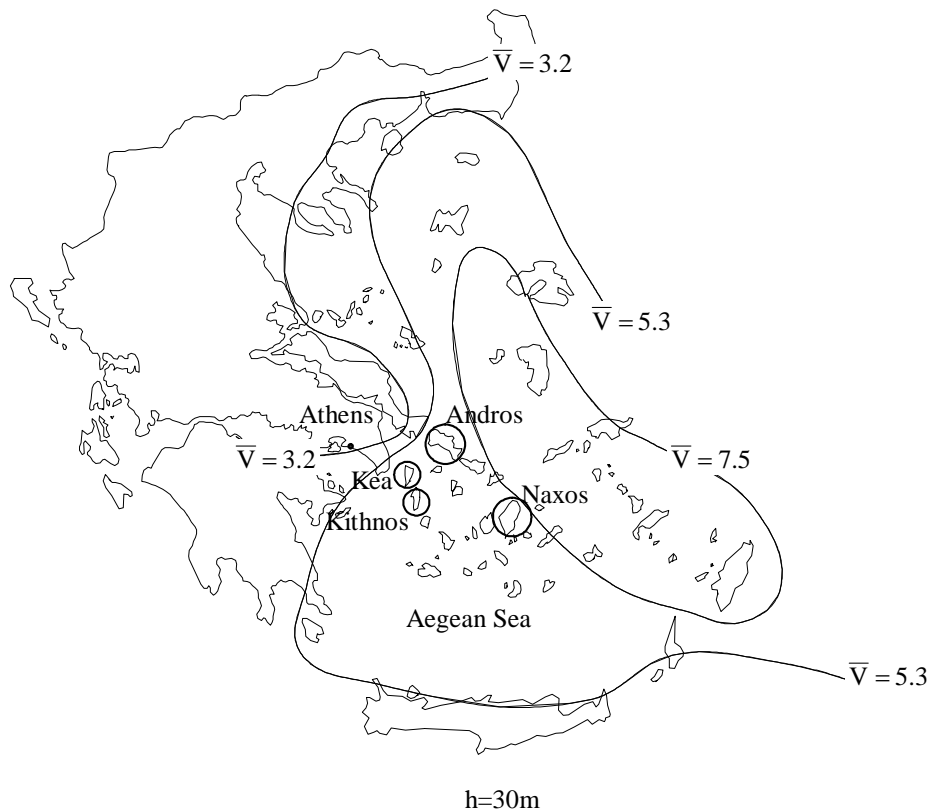 V̅ = 3.2
V̅ = 5.3
Athens
Andros
V̅ = 3.2
V̅ = 7.5
Kea
Naxos
Kithnos
Aegean Sea
V̅ = 5.3
h=30m